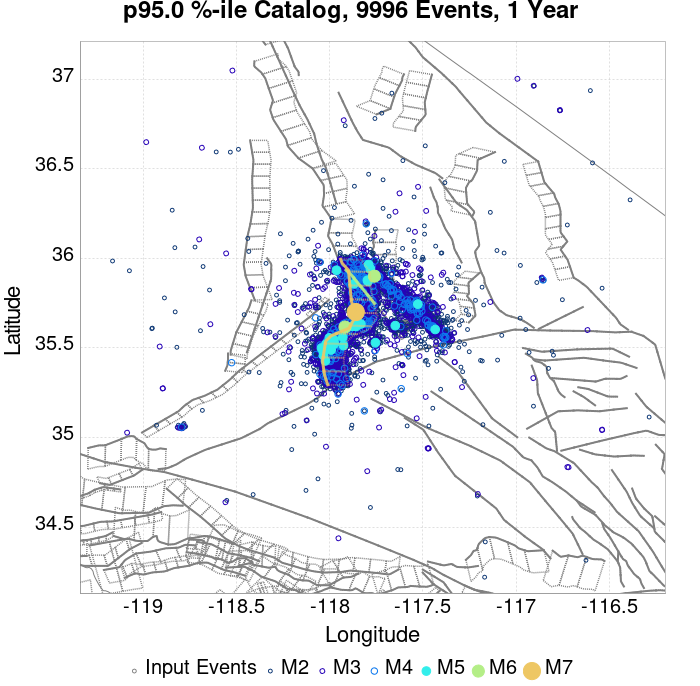 p95.0 %-ile Catalog, 9996 Events, 1 Year
37
36.5
36
35.5
35
34.5
Latitude
-119
-118.5
-118
-117.5
-117
-116.5
Longitude
Input Events
M2
M3
M4
M5
M6
M7